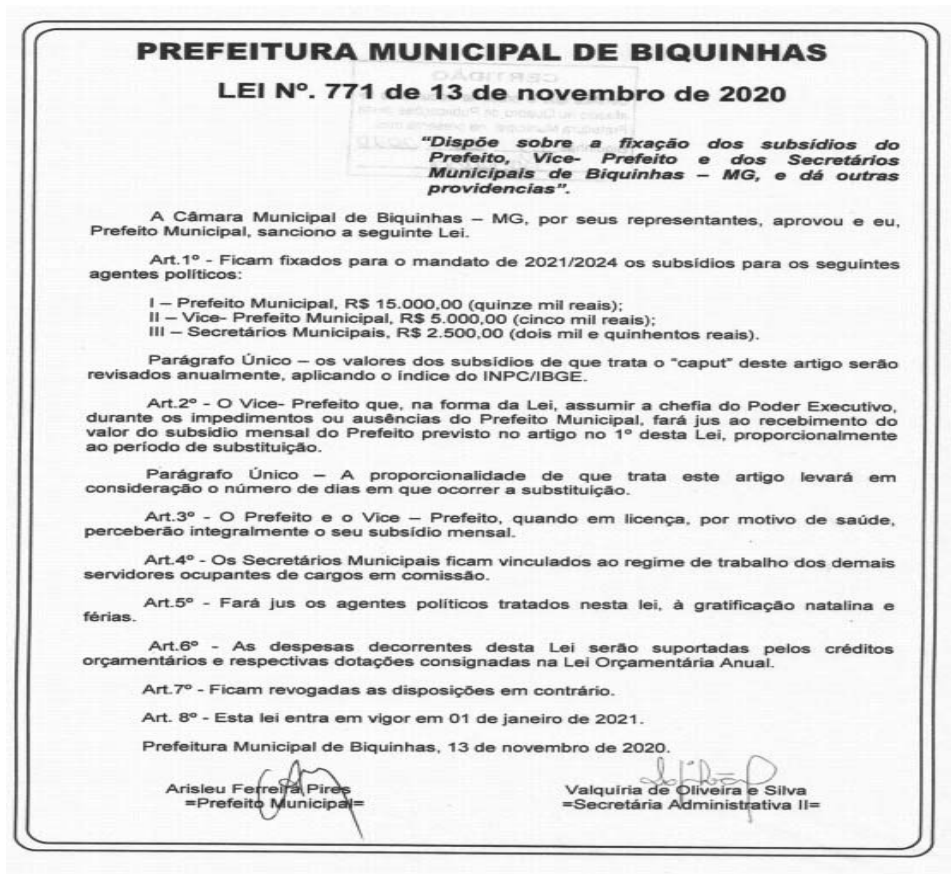 PREFEITURA MUNICIPAL DE BIQUINHAS
CERTIDÃO
LEI Nº. 771 de 13 de novembro de 2020
"Dispõe sobre a fixação dos subsídios do
Prefeito, Vice- Prefeito e dos Secretários
Municipais de Biquinhas – MG, e dá outras
providencias".
A Câmara Municipal de Biquinhas – MG, por seus representantes, aprovou e eu,
Prefeito Municipal, sanciono a seguinte Lei.
Art.1º - Ficam fixados para o mandato de 2021/2024 os subsídios para os seguintes
agentes políticos:
I – Prefeito Municipal, R$ 15.000,00 (quinze mil reais);
II – Vice- Prefeito Municipal, R$ 5.000,00 (cinco mil reais);
III – Secretários Municipais, R$ 2.500,00 (dois mil e quinhentos reais).
Parágrafo Único – os valores dos subsídios de que trata o "caput" deste artigo serão
revisados anualmente, aplicando o índice do INPC/IBGE.
Art.2º - O Vice- Prefeito que, na forma da Lei, assumir a chefia do Poder Executivo,
durante os impedimentos ou ausências do Prefeito Municipal, fará jus ao recebimento do
valor do subsídio mensal do Prefeito previsto no artigo no 1º desta Lei, proporcionalmente
ao período de substituição.
Parágrafo Único – A proporcionalidade de que trata este artigo levará em
consideração o número de dias em que ocorrer a substituição.
Art.3º - O Prefeito e o Vice – Prefeito, quando em licença, por motivo de saúde,
perceberão integralmente o seu subsídio mensal.
Art.4º - Os Secretários Municipais ficam vinculados ao regime de trabalho dos demais
servidores ocupantes de cargos em comissão.
Art.5º - Fará jus os agentes políticos tratados nesta lei, à gratificação natalina e
férias.
Art.6º - As despesas decorrentes desta Lei serão suportadas pelos créditos
orçamentários e respectivas dotações consignadas na Lei Orçamentária Anual.
Art.7º - Ficam revogadas as disposições em contrário.
Art. 8º - Esta lei entra em vigor em 01 de janeiro de 2021.
Prefeitura Municipal de Biquinhas, 13 de novembro de 2020.
Arisleu Ferreira Pires
=Prefeito Municipal=
Valquíria de Oliveira e Silva
=Secretária Administrativa II=